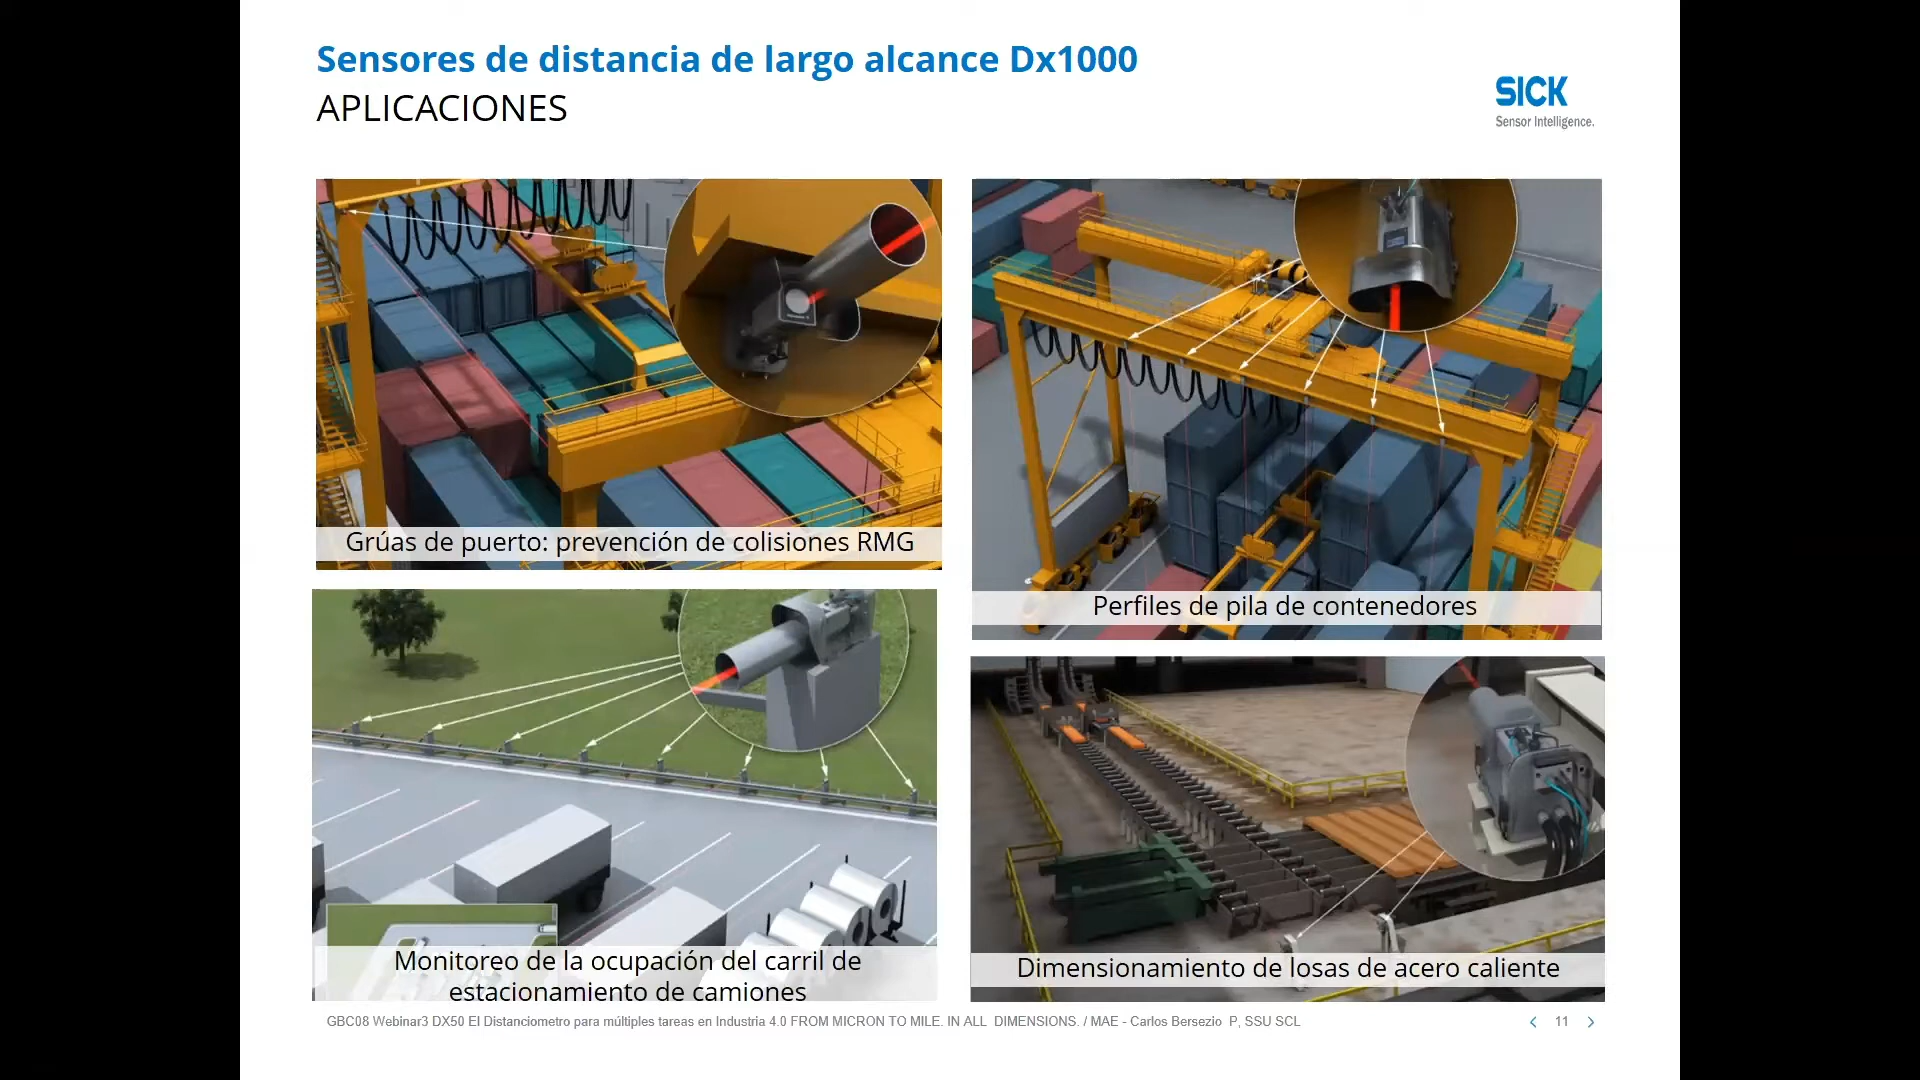 Sensores de distancia de largo alcance Dx1000
APLICACIONES
SICK
Sensor Intelligence.
Grúas de puerto: prevención de colisiones RMG
Perfiles de pila de contenedores
Monitoreo de la ocupación del carril de
estacionamiento de camiones
Dimensionamiento de losas de acero caliente
GBC08 Webinar3 DX50 El Distanciometro para múltiples tareas en Industria 4.0 FROM MICRON TO MILE. IN ALL DIMENSIONS. / MAE - Carlos Bersezio P, SSU SCL
11